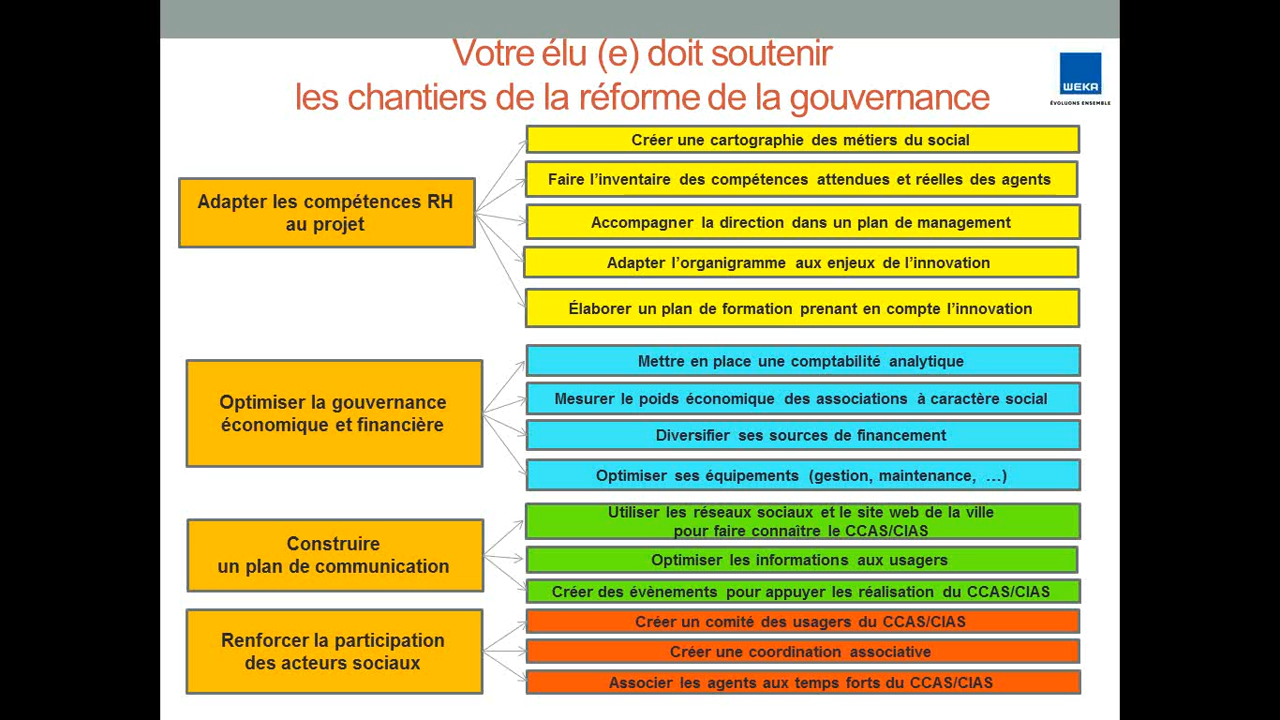 Votre élu (e) doit soutenir
les chantiers de la réforme de la gouvernance
WEKA
ÉVOLUONS ENSEMBLE
Adapter les compétences RH
au projet
Créer une cartographie des métiers du social
Faire l'inventaire des compétences attendues et réelles des agents
Accompagner la direction dans un plan de management
Adapter l'organigramme aux enjeux de l'innovation
Élaborer un plan de formation prenant en compte l'innovation
Optimiser la gouvernance
économique et financière
Mettre en place une comptabilité analytique
Mesurer le poids économique des associations à caractère social
Diversifier ses sources de financement
Optimiser ses équipements (gestion, maintenance, …)
Construire
un plan de communication
Utiliser les réseaux sociaux et le site web de la ville
pour faire connaître le CCAS/CIAS
Optimiser les informations aux usagers
Créer des évènements pour appuyer les réalisation du CCAS/CIAS
Renforcer la participation
des acteurs sociaux
Créer un comité des usagers du CCAS/CIAS
Créer une coordination associative
Associer les agents aux temps forts du CCAS/CIAS